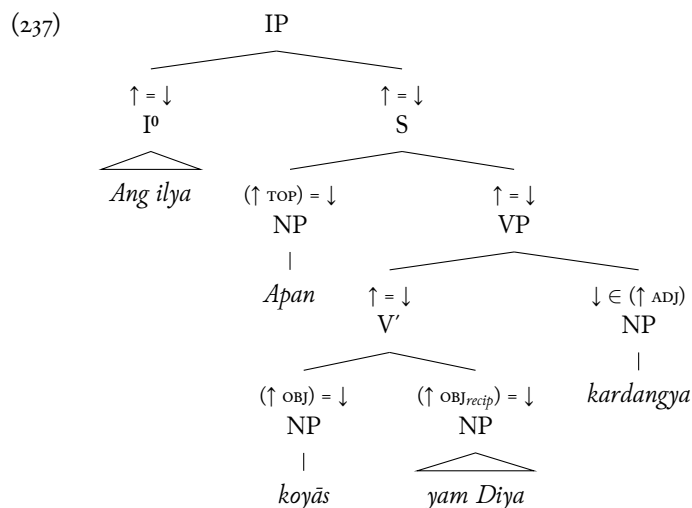 (237) IP
↑ = ↓ ↑ = ↓
I⁰ S
Ang ilya (↑ TOP) = ↓ ↑ = ↓
NP VP
Apan ↑ = ↓ ↓ ∈ (↑ ADJ)
V′ NP
(↑ OBJ) = ↓ (↑ OBJrecip) = ↓ kardangya
NP NP
koyās yam Diya